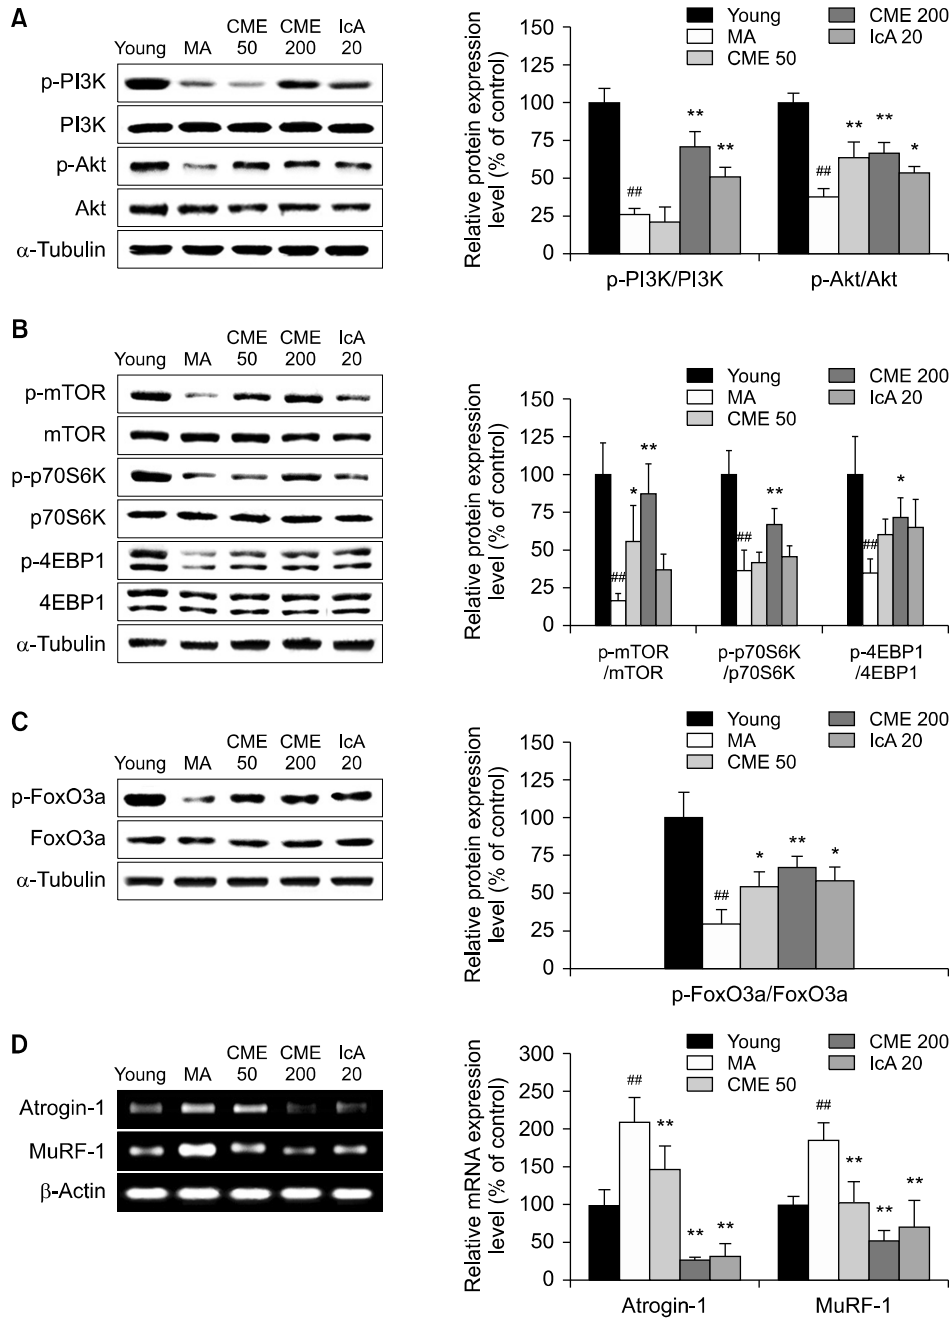 A
Young MA CME 50 CME 200 IcA 20
p-PI3K
PI3K
p-Akt
Akt
α-Tubulin
Relative protein expression
level (% of control)
150
125
100
75
50
25
0
Young
MA
CME 50
CME 200
IcA 20
##
**
**
##
**
**
*
p-PI3K/PI3K
p-Akt/Akt
B
Young MA CME 50 CME 200 IcA 20
p-mTOR
mTOR
p-p70S6K
p70S6K
p-4EBP1
4EBP1
α-Tubulin
Relative protein expression
level (% of control)
150
125
100
75
50
25
0
Young
MA
CME 50
CME 200
IcA 20
##
*
**
##
**
##
*
p-mTOR
/mTOR
p-p70S6K
/p70S6K
p-4EBP1
/4EBP1
C
Young MA CME 50 CME 200 IcA 20
p-FoxO3a
FoxO3a
α-Tubulin
Relative protein expression
level (% of control)
150
125
100
75
50
25
0
Young
MA
CME 50
CME 200
IcA 20
##
*
**
*
p-FoxO3a/FoxO3a
D
Young MA CME 50 CME 200 IcA 20
Atrogin-1
MuRF-1
β-Actin
Relative mRNA expression
level (% of control)
300
250
200
150
100
50
0
Young
MA
CME 50
CME 200
IcA 20
##
**
**
**
##
**
**
**
Atrogin-1
MuRF-1